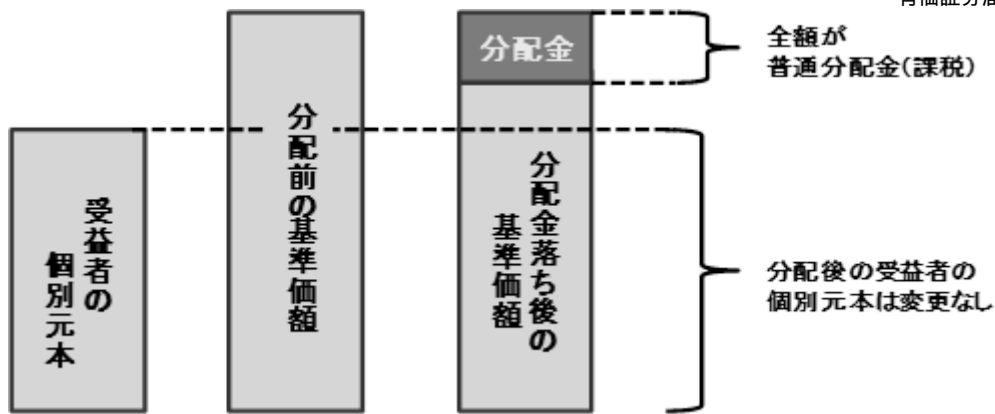 受益者の
個別元本
分配前の基準価額
分配金
分配金落ち後の
基準価額
全額が
普通分配金(課税)
分配後の受益者の
個別元本は変更なし